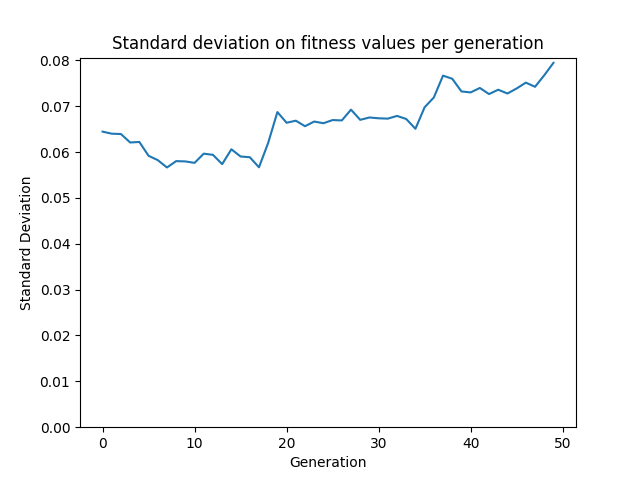 Standard deviation on fitness values per generation
0.08
0.07
0.06
0.05
0.04
0.03
0.02
0.01
0.00
Standard Deviation
0 10 20 30 40 50
Generation